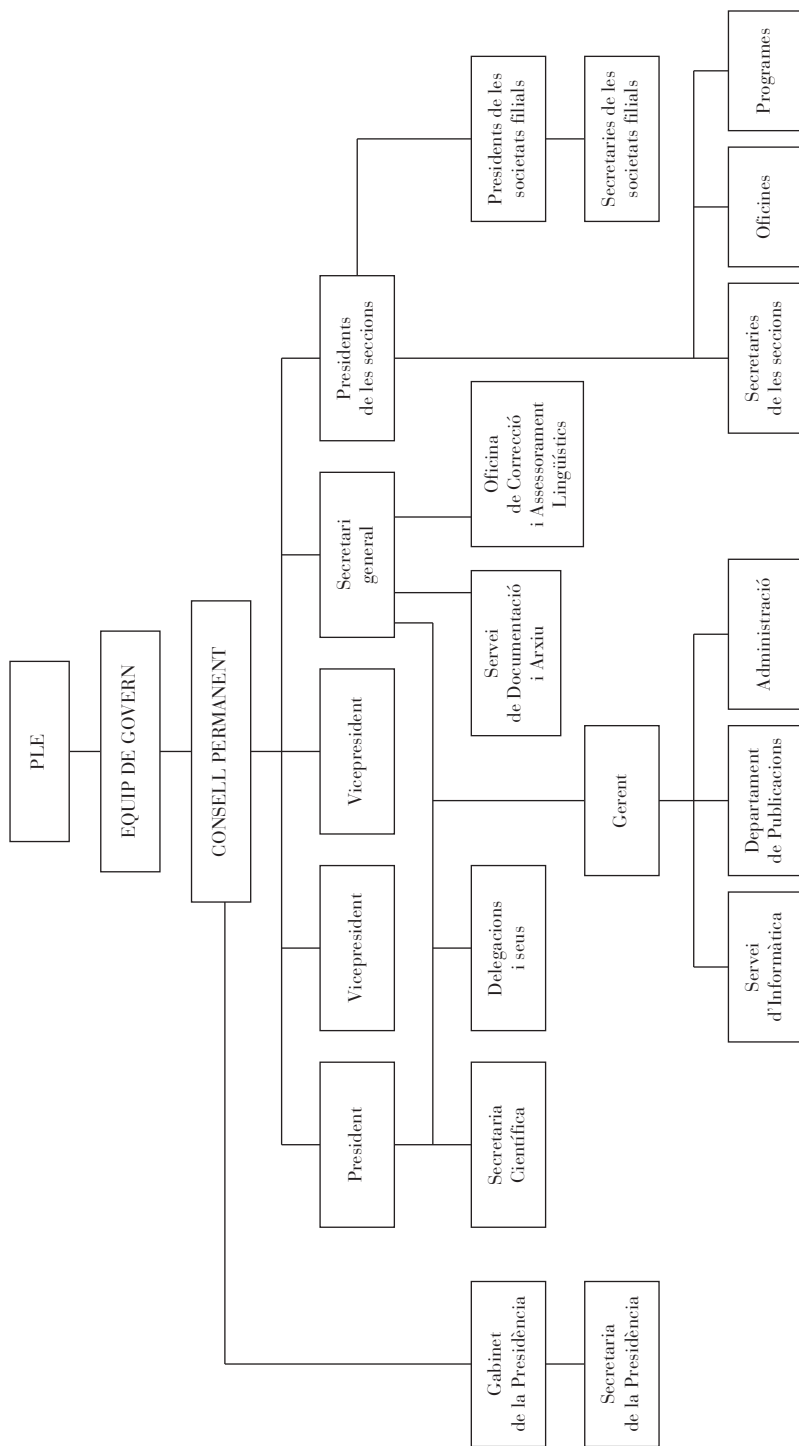 PLE
EQUIP DE GOVERN
CONSELL PERMANENT
President
Vicepresident
Vicepresident
Secretari
general
Presidents
de les seccions
Gabinet
de la Presidència
Secretaria
Científica
Delegacions
i seus
Servei
de Documentació
i Arxiu
Oficina
de Correcció
i Assessorament
Lingüístics
Presidents de les
societats filials
Secretaria
de la Presidència
Gerent
Secretaries de les
societats filials
Servei
d’Informàtica
Departament
de Publicacions
Administració
Secretaries
de les seccions
Oficines
Programes